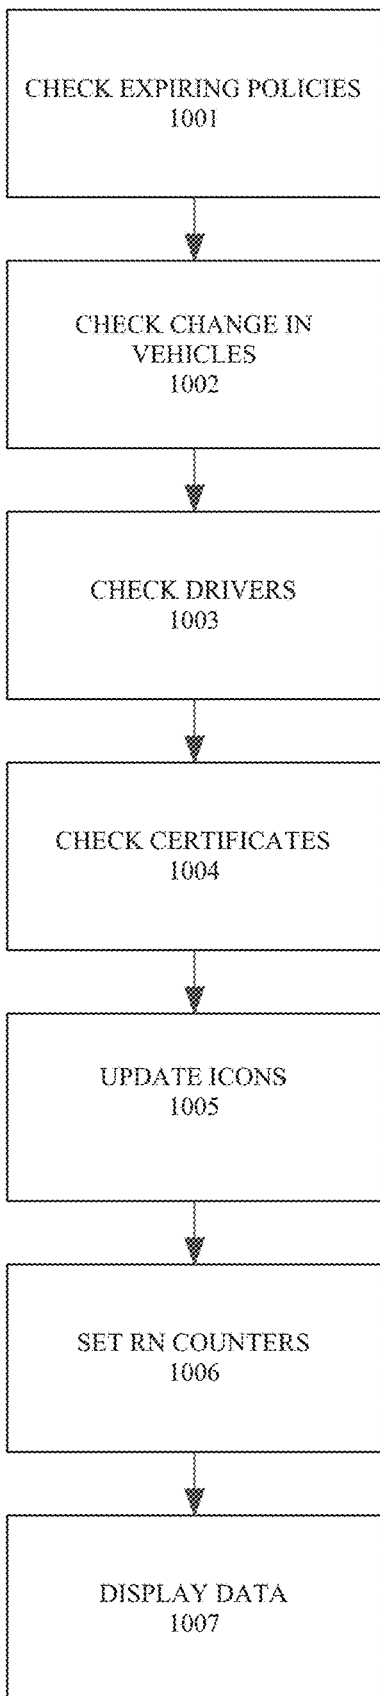 CHECK EXPIRING POLICIES
1001
CHECK CHANGE IN
VEHICLES
1002
CHECK DRIVERS
1003
CHECK CERTIFICATES
1004
UPDATE ICONS
1005
SET RN COUNTERS
1006
DISPLAY DATA
1007